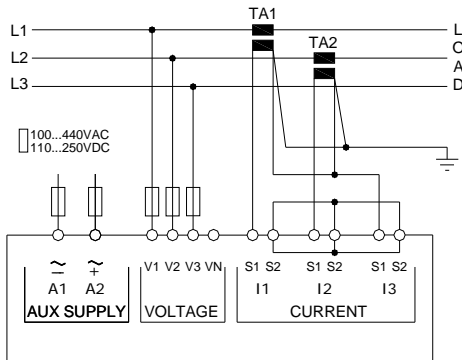 TA1
L1 L
TA2
L2 O
A
L3 D
100...440VAC
110...250VDC
V1 V2 V3 VN S1 S2 S1 S2 S1 S2
A1 A2 I1 I2 I3
AUX SUPPLY VOLTAGE CURRENT